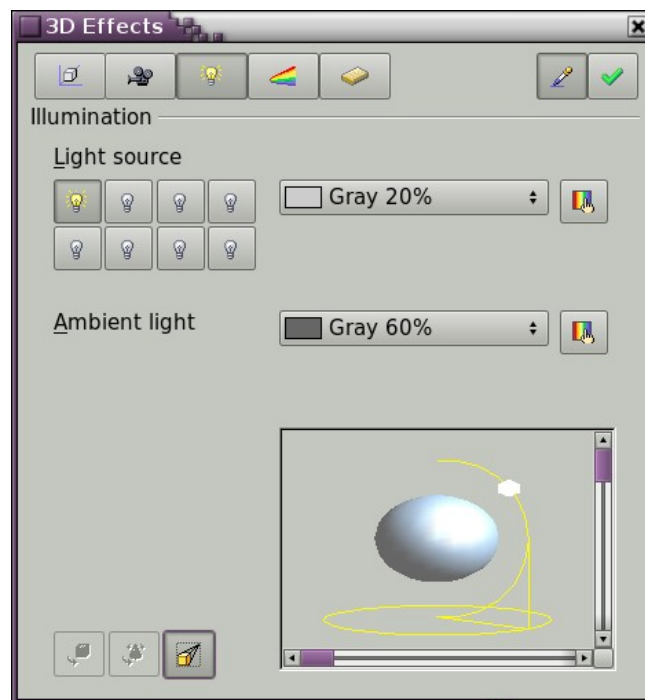 3D Effects
Illumination
Light source
Gray 20%
Ambient light
Gray 60%